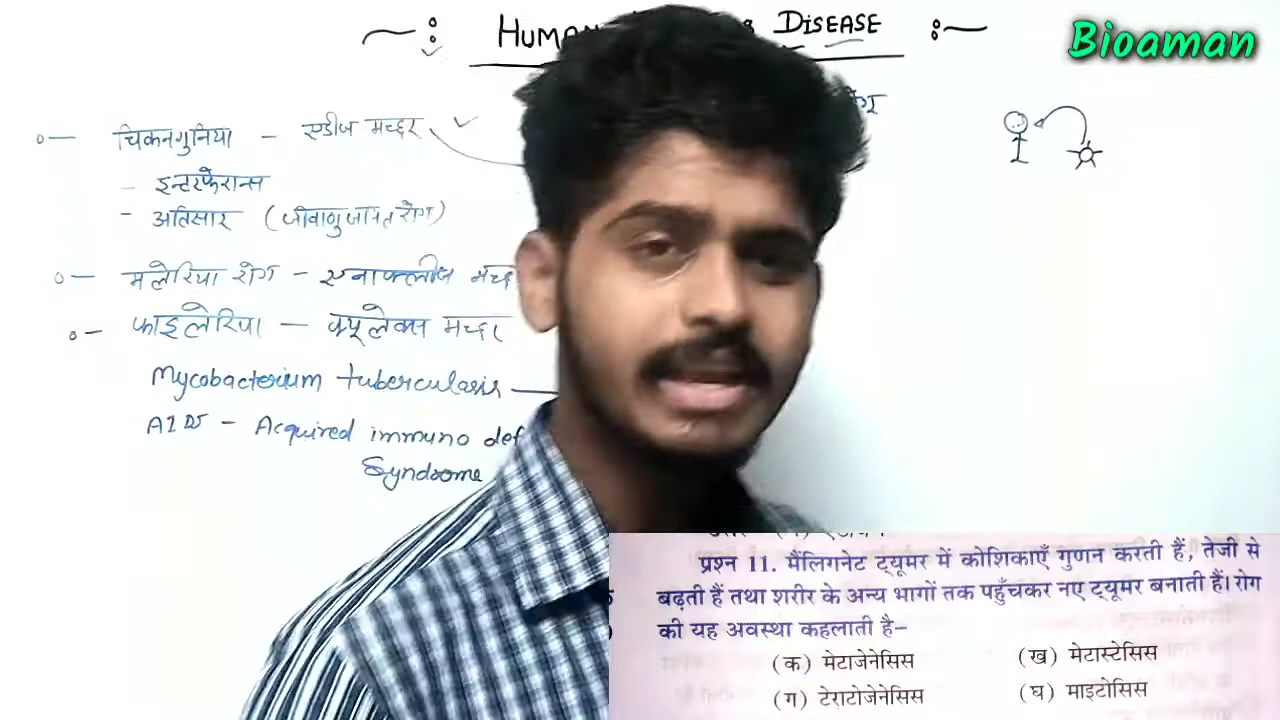 HUMAN DISEASE
Bioaman
चिकनगुनिया - एडीज मच्छर
- इन्टरफेरान्स
- अतिसार (जीवाणु जनित रोग)
मलेरिया रोग - एनाफ्लीज मच्छ
फाइलेरिया - क्यूलेक्स मच्छर
Mycobacterium tuberculasis
AIDS - Acquired immuno def
Syndrome
प्रश्न 11. मैंलिगनेट ट्यूमर में कोशिकाएँ गुणन करती हैं, तेजी से
बढ़ती हैं तथा शरीर के अन्य भागों तक पहुँचकर नए ट्यूमर बनाती हैं। रोग
की यह अवस्था कहलाती है–
(क) मेटाजेनेसिस (ख) मेटास्टेसिस
(ग) टेराटोजेनेसिस (घ) माइटोसिस